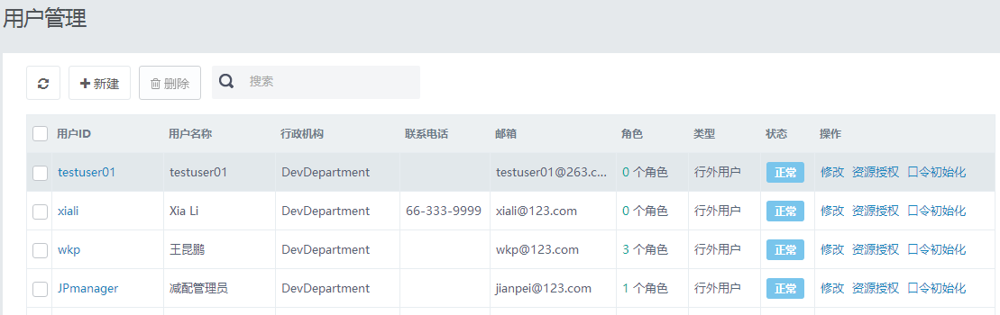 用户管理
新建 删除 搜索
用户ID 用户名称 行政机构 联系电话 邮箱 角色 类型 状态 操作
testuser01 testuser01 DevDepartment testuser01@263.c... 0 个角色 行外用户 正常 修改 资源授权 口令初始化
xiali Xia Li DevDepartment 66-333-9999 xiali@123.com 0 个角色 行外用户 正常 修改 资源授权 口令初始化
wkp 王昆鹏 DevDepartment wkp@123.com 3 个角色 行外用户 正常 修改 资源授权 口令初始化
JPmanager 减配管理员 DevDepartment jianpei@123.com 1 个角色 行外用户 正常 修改 资源授权 口令初始化